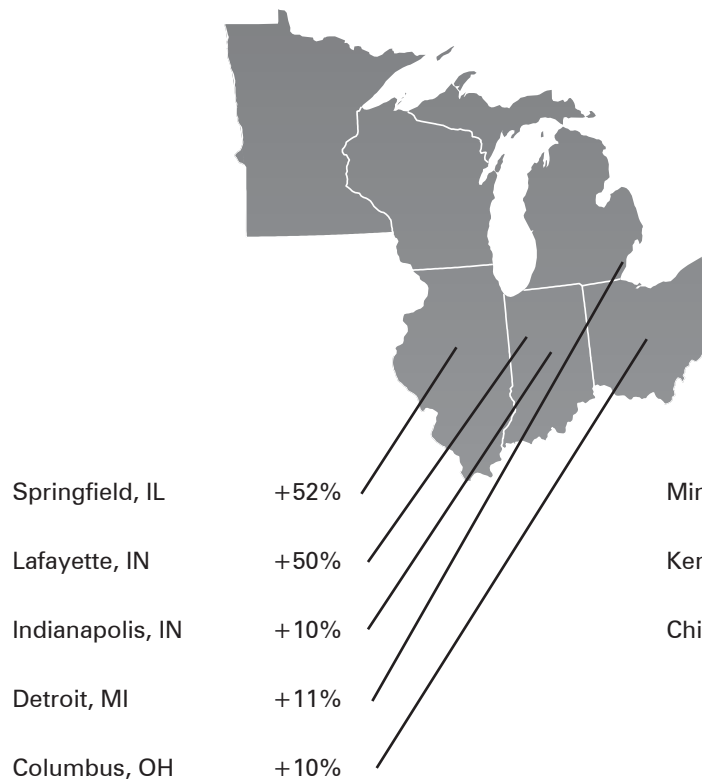 Springfield, IL +52%
Lafayette, IN +50%
Indianapolis, IN +10%
Detroit, MI +11%
Columbus, OH +10%